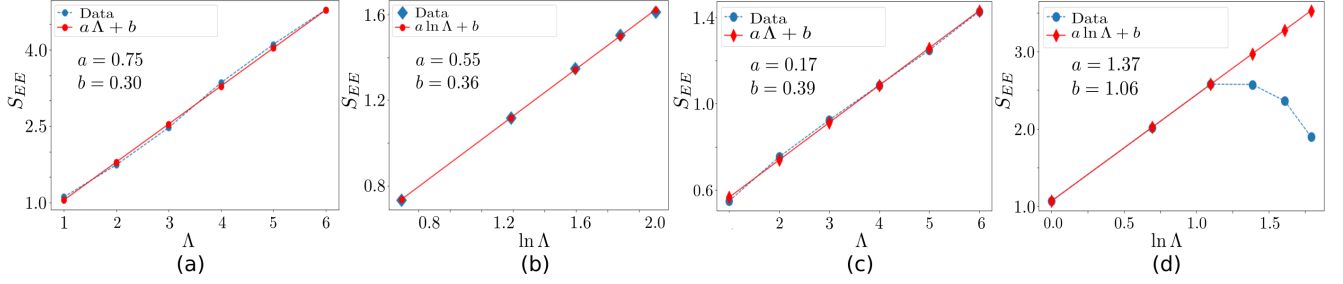 Data
aΛ + b
a = 0.75
b = 0.30
4.0
2.5
1.0
S_EE
1 2 3 4 5 6
Λ
(a)
Data
a ln Λ + b
a = 0.55
b = 0.36
1.6
1.2
0.8
S_EE
0.8 1.2 1.6 2.0
ln Λ
(b)
Data
aΛ + b
a = 0.17
b = 0.39
1.4
1.0
0.6
S_EE
1 2 3 4 5 6
Λ
(c)
Data
a ln Λ + b
a = 1.37
b = 1.06
3.0
2.0
1.0
S_EE
0.0 0.5 1.0 1.5
ln Λ
(d)